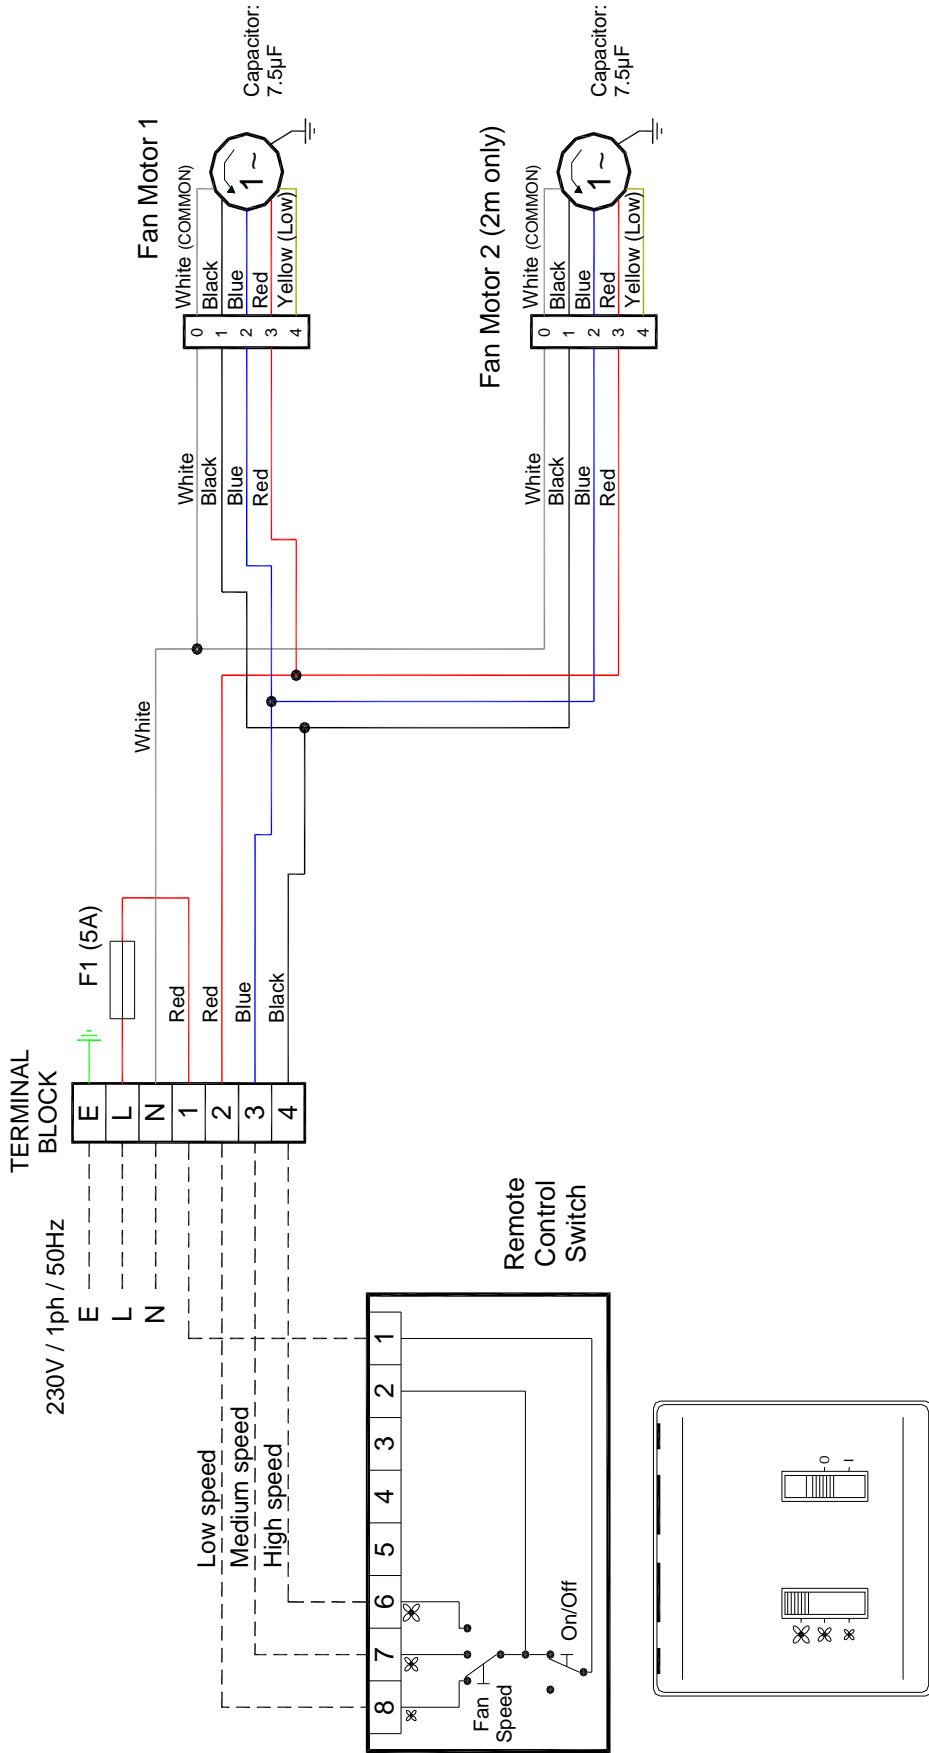 TERMINAL
BLOCK
230V / 1ph / 50Hz
E
L
N
E
L
N
1
2
3
4
F1 (5A)
White
Red
Red
Blue
Black
Fan Motor 1
White
Black
Blue
Red
0
1
2
3
4
White (COMMON)
Black
Blue
Red
Yellow (Low)
1~
Capacitor:
7.5µF
Fan Motor 2 (2m only)
White
Black
Blue
Red
0
1
2
3
4
White (COMMON)
Black
Blue
Red
Yellow (Low)
1~
Capacitor:
7.5µF
Low speed
Medium speed
High speed
Remote
Control
Switch
8
7
6
5
4
3
2
1
Fan
Speed
On/Off
O
I